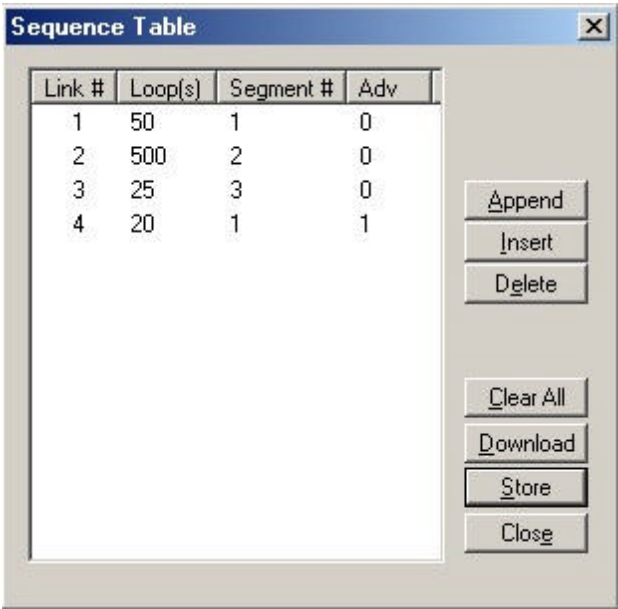 Sequence Table
Link # Loop(s) Segment # Adv
1 50 1 0
2 500 2 0
3 25 3 0
4 20 1 1
Append
Insert
Delete
Clear All
Download
Store
Close